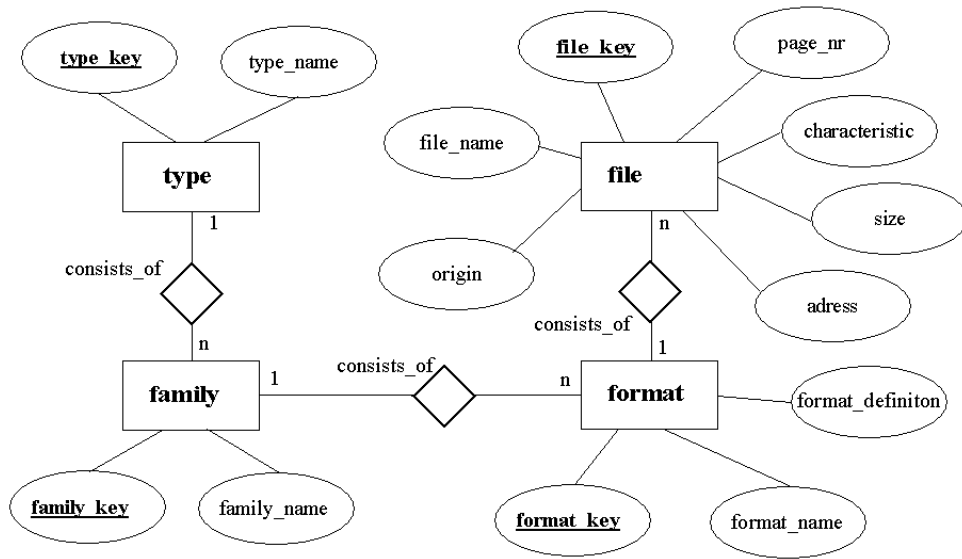 type_key
type_name
file_key
page_nr
file_name
characteristic
type
file
size
origin
adress
1
n
consists_of
consists_of
n
1
family
1
consists_of
n
format
format_definiton
family_key
family_name
format_key
format_name